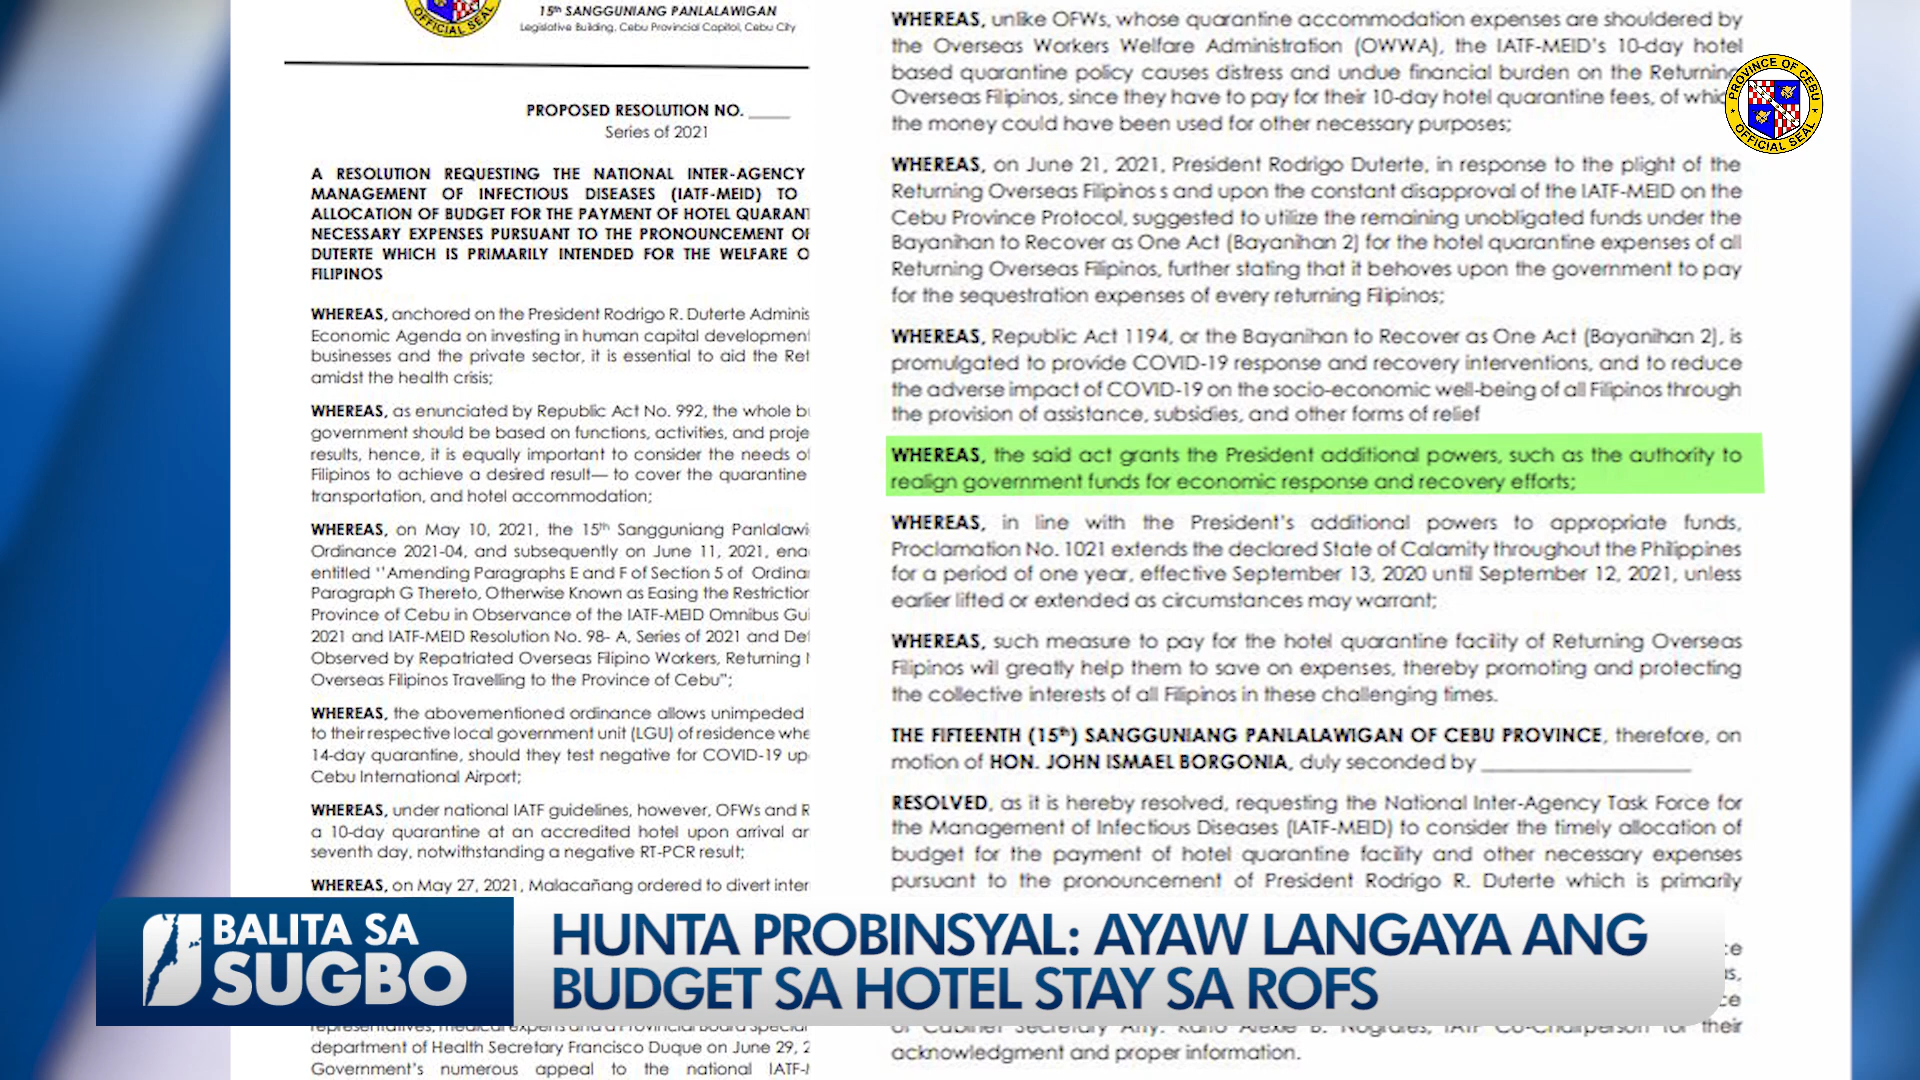 OFFICIAL SEAL
15th SANGGUNIANG PANLALAWIGAN
Legislative Building, Cebu Provincial Capitol, Cebu City
PROPOSED RESOLUTION NO. _____
Series of 2021
A RESOLUTION REQUESTING THE NATIONAL INTER-AGENCY
MANAGEMENT OF INFECTIOUS DISEASES (IATF-MEID) TO
ALLOCATION OF BUDGET FOR THE PAYMENT OF HOTEL QUARAN
NECESSARY EXPENSES PURSUANT TO THE PRONOUNCEMENT
DUTERTE WHICH IS PRIMARILY INTENDED FOR THE WELFARE
FILIPINOS
WHEREAS, anchored on the President Rodrigo R. Duterte Adminis
Economic Agenda on investing in human capital development
businesses and the private sector, it is essential to aid the Ret
amidst the health crisis;
WHEREAS, as enunciated by Republic Act No. 992, the whole b
government should be based on functions, activities, and proje
results, hence, it is equally important to consider the needs of
Filipinos to achieve a desired result— to cover the quarantine
transportation, and hotel accommodation;
WHEREAS, on May 10, 2021, the 15th Sangguniang Panlalawi
Ordinance 2021-04, and subsequently on June 11, 2021, ena
entitled ''Amending Paragraphs E and F of Section 5 of Ordina
Paragraph G Thereto, Otherwise Known as Easing the Restriction
Province of Cebu in Observance of the IATF-MEID Omnibus Gui
2021 and IATF-MEID Resolution No. 98- A, Series of 2021 and De
Observed by Repatriated Overseas Filipino Workers, Returning
Overseas Filipinos Travelling to the Province of Cebu";
WHEREAS, the abovementioned ordinance allows unimpeded
to their respective local government unit (LGU) of residence whe
14-day quarantine, should they test negative for COVID-19 up
Cebu International Airport;
WHEREAS, under national IATF guidelines, however, OFWs and R
a 10-day quarantine at an accredited hotel upon arrival an
seventh day, notwithstanding a negative RT-PCR result;
WHEREAS, on May 27, 2021, Malacañang ordered to divert inter
representatives, medical experts and a Provincial Board Special
department of Health Secretary Francisco Duque on June 29, 2
Government's numerous appeal to the national IATF-
WHEREAS, unlike OFWs, whose quarantine accommodation expenses are shouldered by
the Overseas Workers Welfare Administration (OWWA), the IATF-MEID's 10-day hotel
based quarantine policy causes distress and undue financial burden on the Returning
Overseas Filipinos, since they have to pay for their 10-day hotel quarantine fees, of which
the money could have been used for other necessary purposes;
WHEREAS, on June 21, 2021, President Rodrigo Duterte, in response to the plight of the
Returning Overseas Filipinos s and upon the constant disapproval of the IATF-MEID on the
Cebu Province Protocol, suggested to utilize the remaining unobligated funds under the
Bayanihan to Recover as One Act (Bayanihan 2) for the hotel quarantine expenses of all
Returning Overseas Filipinos, further stating that it behoves upon the government to pay
for the sequestration expenses of every returning Filipinos;
WHEREAS, Republic Act 1194, or the Bayanihan to Recover as One Act (Bayanihan 2), is
promulgated to provide COVID-19 response and recovery interventions, and to reduce
the adverse impact of COVID-19 on the socio-economic well-being of all Filipinos through
the provision of assistance, subsidies, and other forms of relief
WHEREAS, the said act grants the President additional powers, such as the authority to
realign government funds for economic response and recovery efforts;
WHEREAS, in line with the President's additional powers to appropriate funds,
Proclamation No. 1021 extends the declared State of Calamity throughout the Philippines
for a period of one year, effective September 13, 2020 until September 12, 2021, unless
earlier lifted or extended as circumstances may warrant;
WHEREAS, such measure to pay for the hotel quarantine facility of Returning Overseas
Filipinos will greatly help them to save on expenses, thereby promoting and protecting
the collective interests of all Filipinos in these challenging times.
THE FIFTEENTH (15th) SANGGUNIANG PANLALAWIGAN OF CEBU PROVINCE, therefore, on
motion of HON. JOHN ISMAEL BORGONIA, duly seconded by ____________________
RESOLVED, as it is hereby resolved, requesting the National Inter-Agency Task Force for
the Management of Infectious Diseases (IATF-MEID) to consider the timely allocation of
budget for the payment of hotel quarantine facility and other necessary expenses
pursuant to the pronouncement of President Rodrigo R. Duterte which is primarily
of Cabinet Secretary Atty. Karlo Alexie B. Nograles, IATF Co-Chairperson for their
acknowledgment and proper information.
PROVINCE OF CEBU
OFFICIAL SEAL
BALITA SA
SUGBO
HUNTA PROBINSYAL: AYAW LANGAYA ANG
BUDGET SA HOTEL STAY SA ROFS